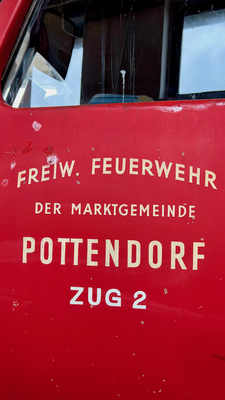 FREIW. FEUERWEHR
DER MARKTGEMEINDE
POTTENDORF
ZUG 2